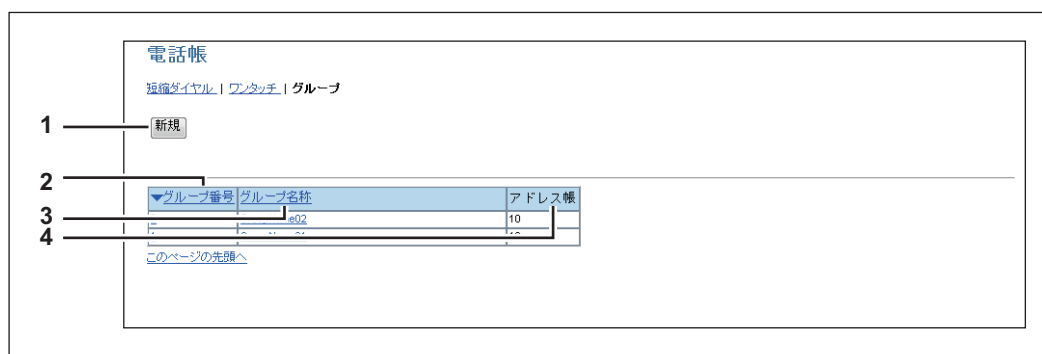 電話帳
短縮ダイヤル | ワンタッチ | グループ
1
新規
2
▼グループ番号 グループ名称 アドレス帳
3
10
4
このページの先頭へ